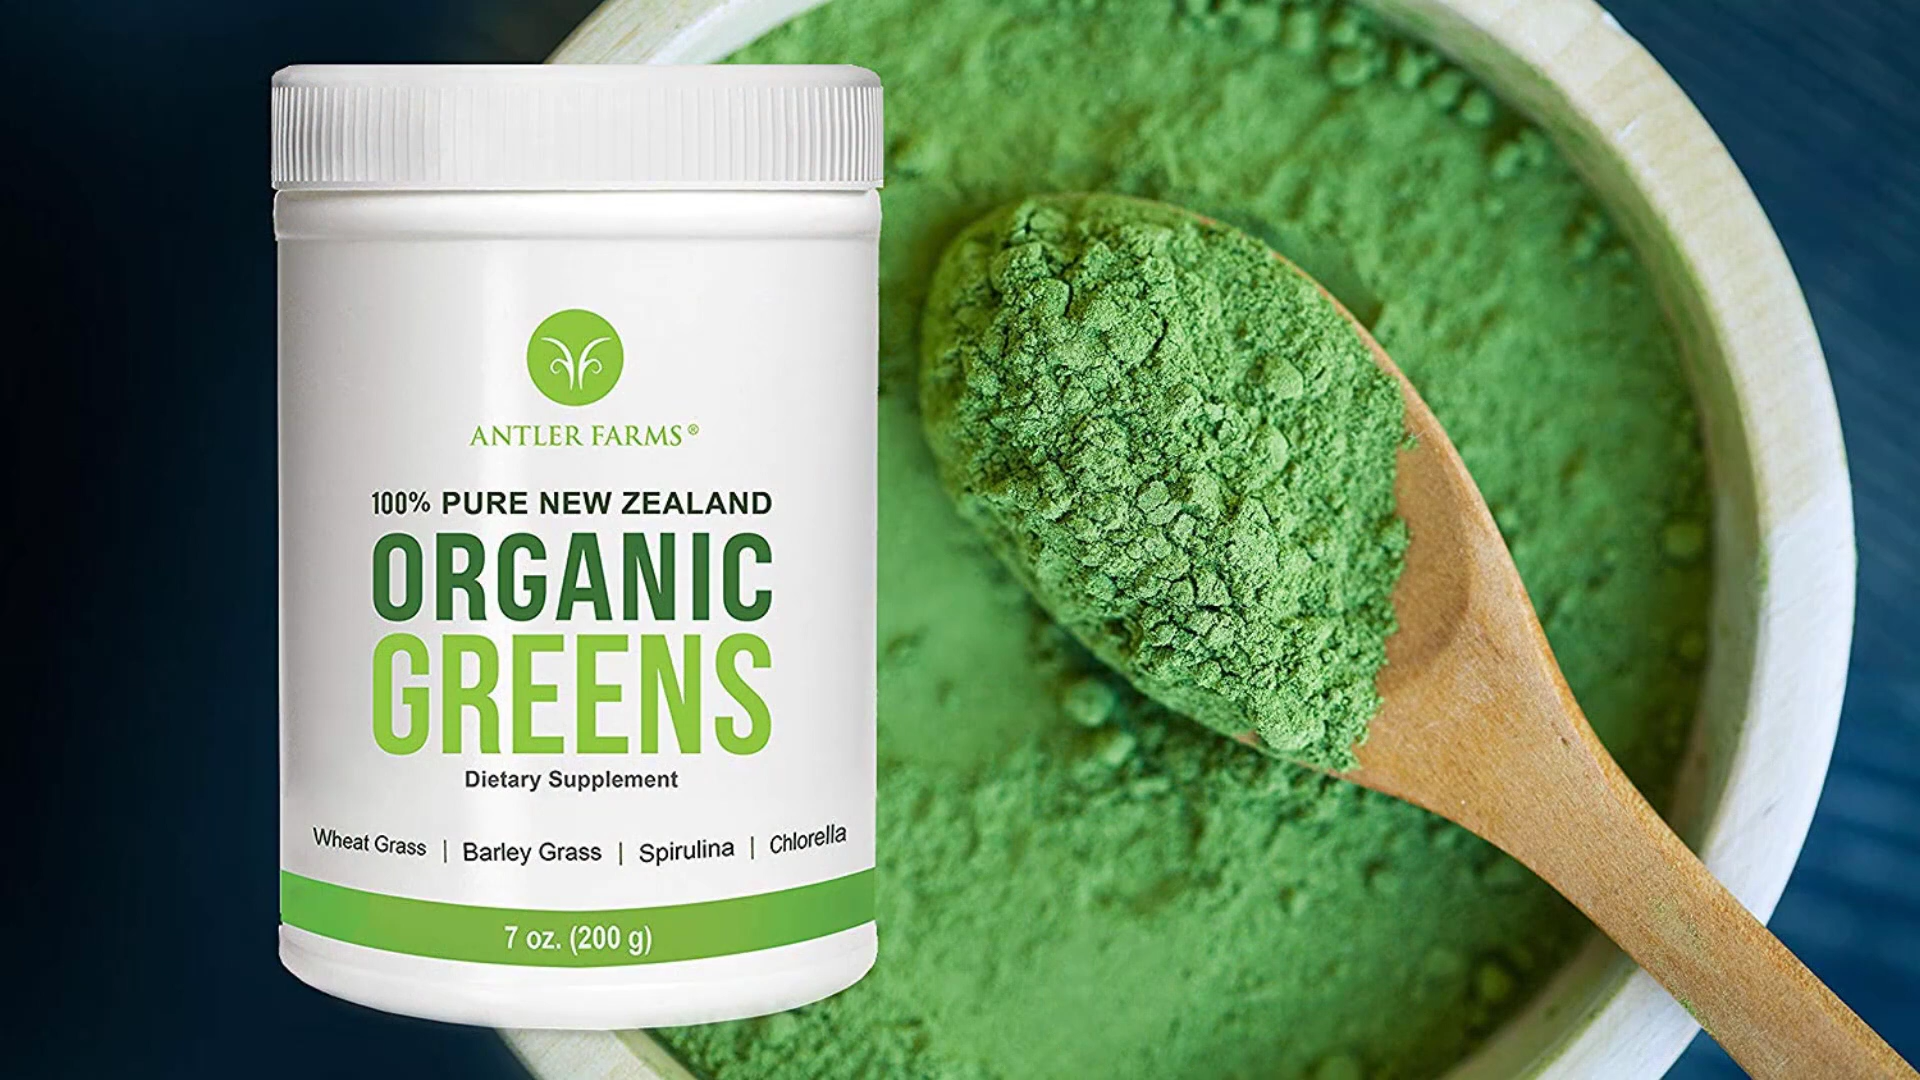 ANTLER FARMS®
100% PURE NEW ZEALAND
ORGANIC
GREENS
Dietary Supplement
Wheat Grass | Barley Grass | Spirulina | Chlorella
7 oz. (200 g)